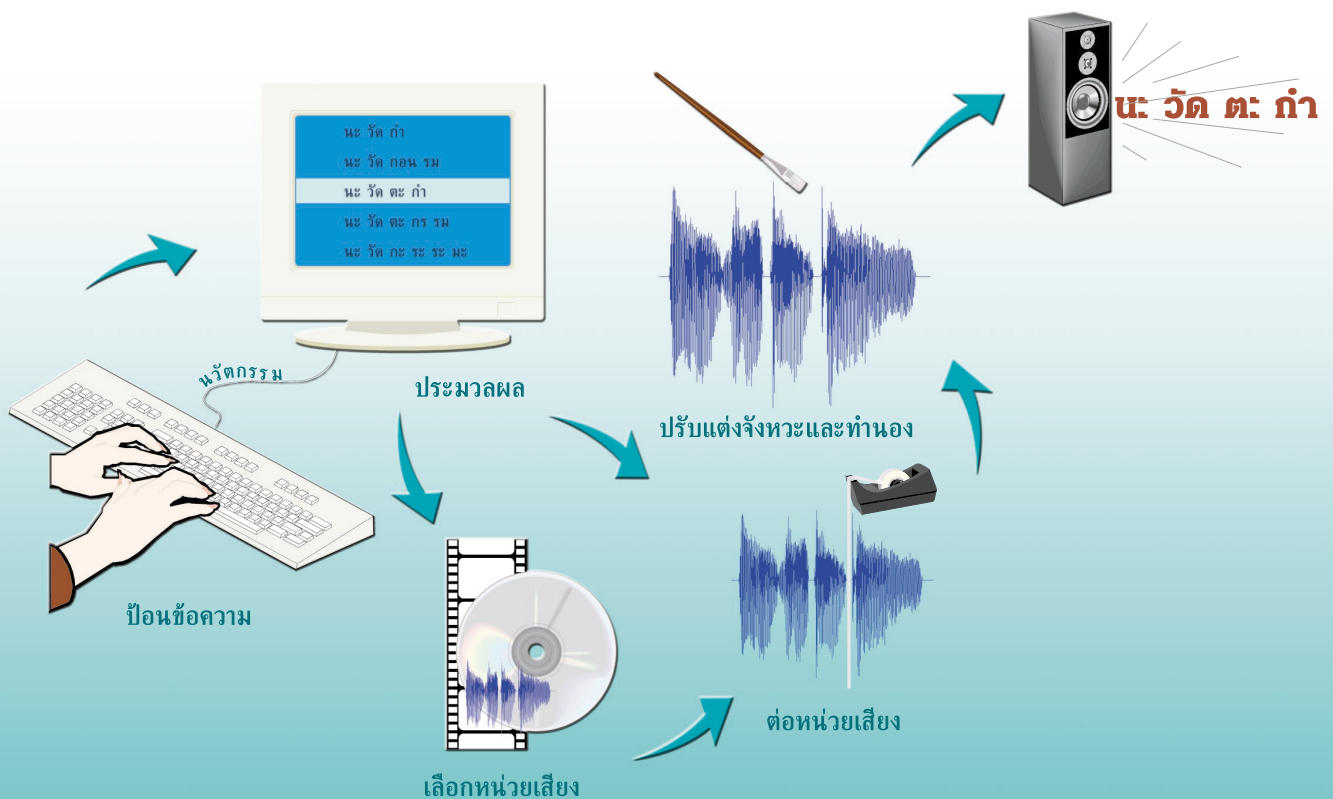 นะ วัด ตะ กำ
นะ วัด กำ
นะ วัด กอน รม
นะ วัด ตะ กำ
นะ วัด ตะ กร รม
นะ วัด กะ ระ ระ มะ
นวัตกรรม
ประมวลผล
ปรับแต่งจังหวะและทำนอง
ป้อนข้อความ
ต่อหน่วยเสียง
เลือกหน่วยเสียง